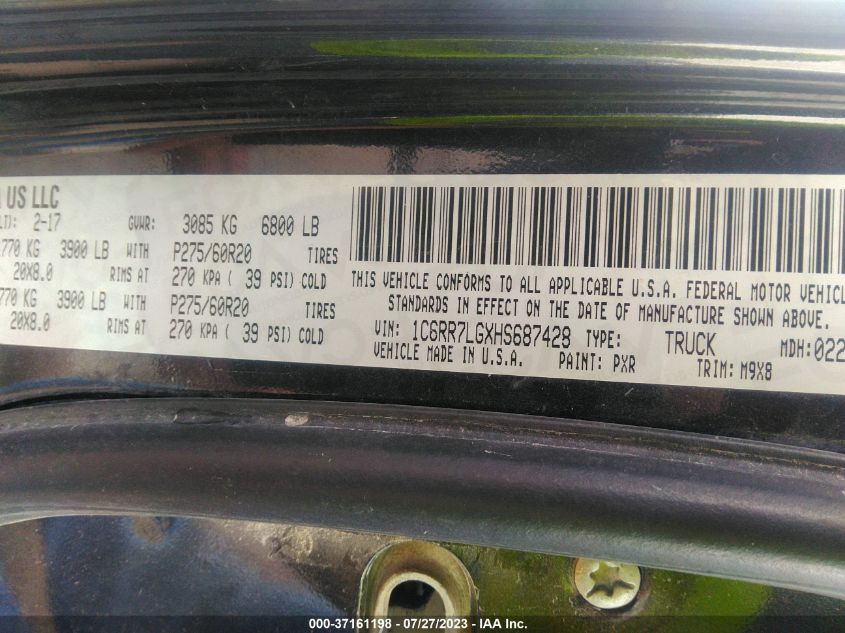 US LLC
LT): 2-17 GVWR: 3085 KG 6800 LB
770 KG 3900 LB WITH P275/60R20 TIRES
20X8.0 RIMS AT 270 KPA ( 39 PSI) COLD
770 KG 3900 LB WITH P275/60R20 TIRES
20X8.0 RIMS AT 270 KPA ( 39 PSI) COLD
THIS VEHICLE CONFORMS TO ALL APPLICABLE U.S.A. FEDERAL MOTOR VEHICL
STANDARDS IN EFFECT ON THE DATE OF MANUFACTURE SHOWN ABOVE.
VIN: 1C6RR7LGXHS687428 TYPE: TRUCK MDH:022
VEHICLE MADE IN U.S.A. PAINT: PXR TRIM: M9X8
000-37161198 - 07/27/2023 - IAA Inc.